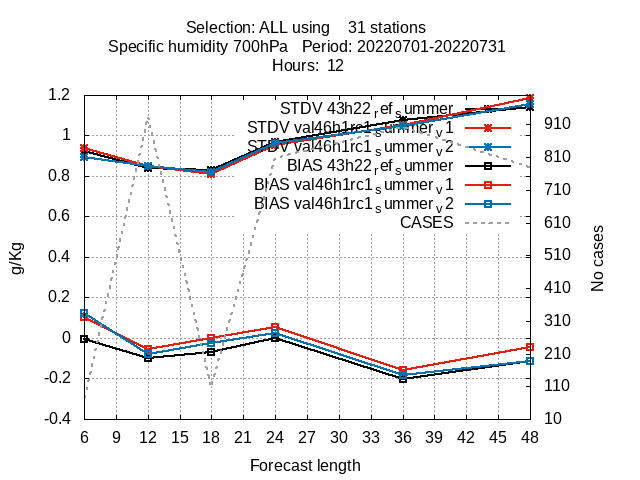 Selection: ALL using 31 stations
Specific humidity 700hPa Period: 20220701-20220731
Hours: 12
STDV 43h22_ref_summer
STDV val46h1rc1_summer_v1
STDV val46h1rc1_summer_v2
BIAS 43h22_ref_summer
BIAS val46h1rc1_summer_v1
BIAS val46h1rc1_summer_v2
CASES
1.2
1
0.8
0.6
0.4
0.2
0
-0.2
-0.4
g/Kg
910
810
710
610
510
410
310
210
110
10
No cases
6 9 12 15 18 21 24 27 30 33 36 39 42 45 48
Forecast length